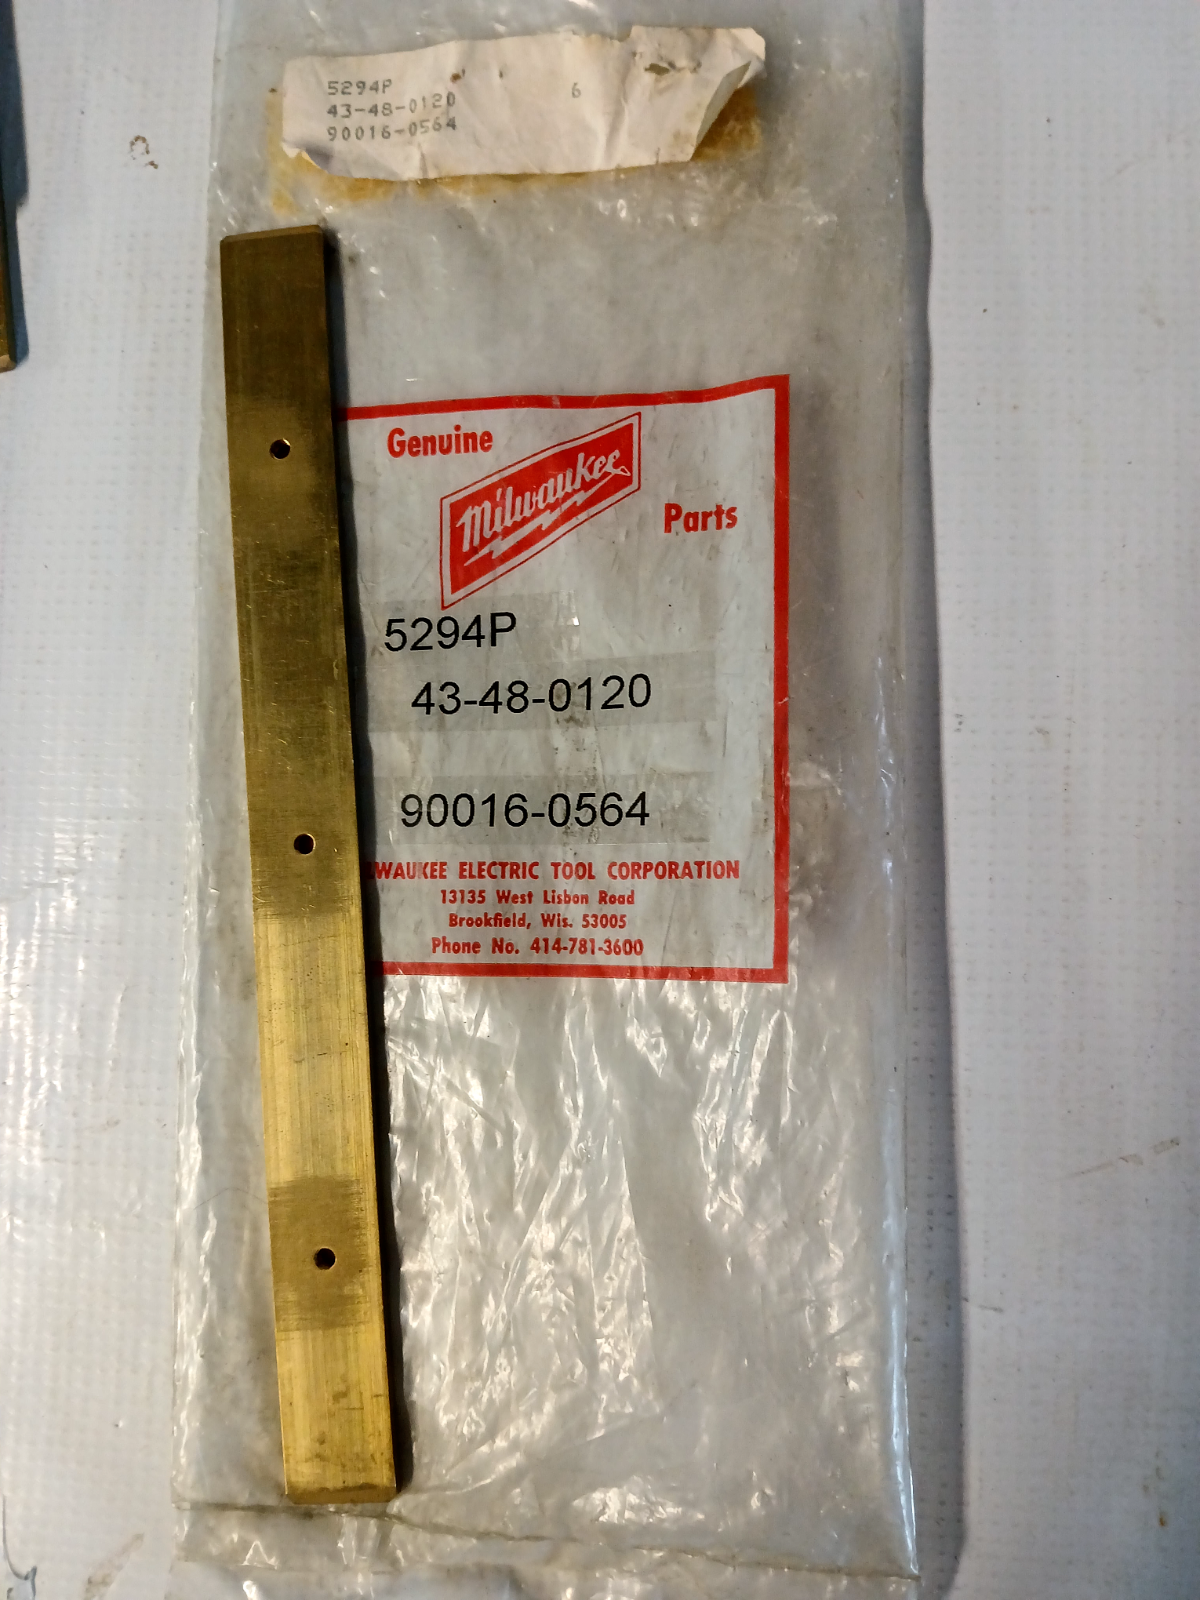 5294P 6
43-48-0120
90016-0564
Genuine
Milwaukee
Parts
5294P
43-48-0120
90016-0564
WAUKEE ELECTRIC TOOL CORPORATION
13135 West Lisbon Road
Brookfield, Wis. 53005
Phone No. 414-781-3600